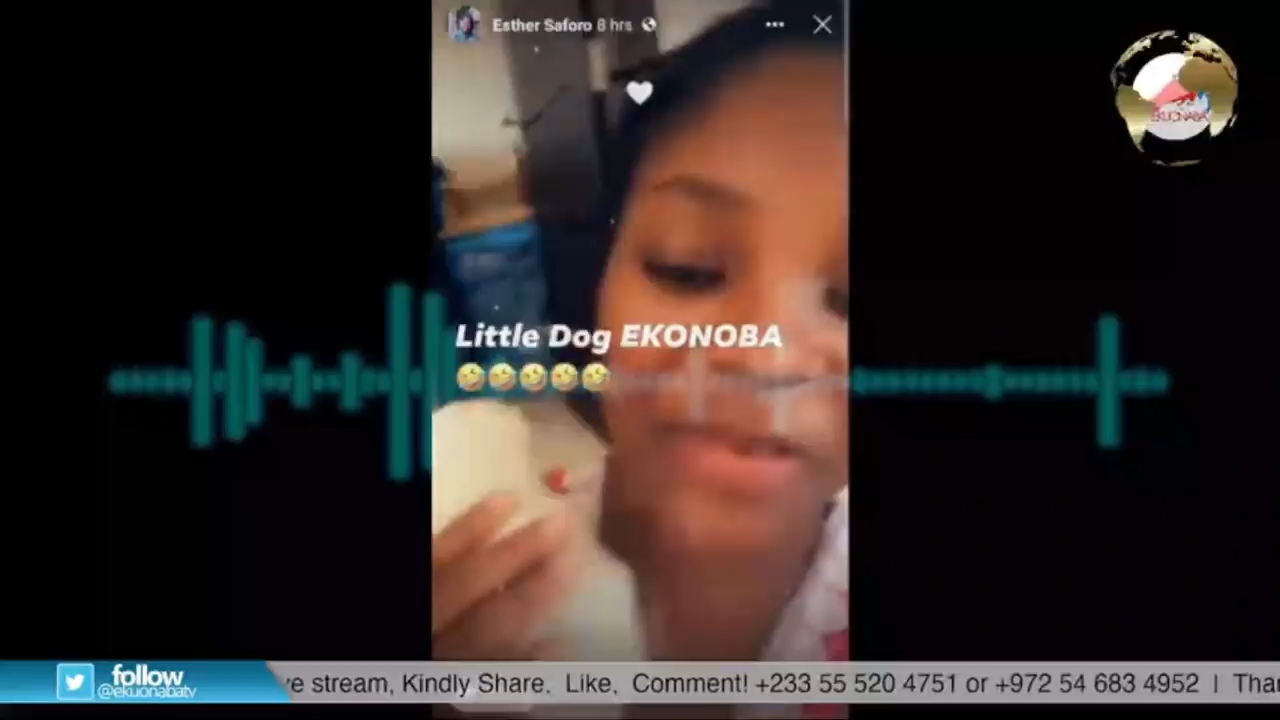 Esther Saforo 8 hrs
Little Dog EKONOBA
follow
@ekuonabatv
ve stream, Kindly Share, Like, Comment! +233 55 520 4751 or +972 54 683 4952 | Than